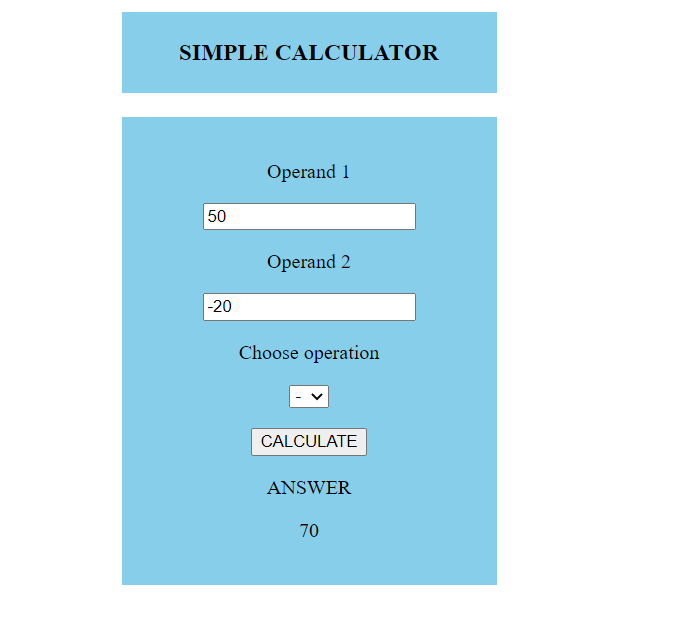 SIMPLE CALCULATOR
Operand 1
50
Operand 2
-20
Choose operation
-
CALCULATE
ANSWER
70